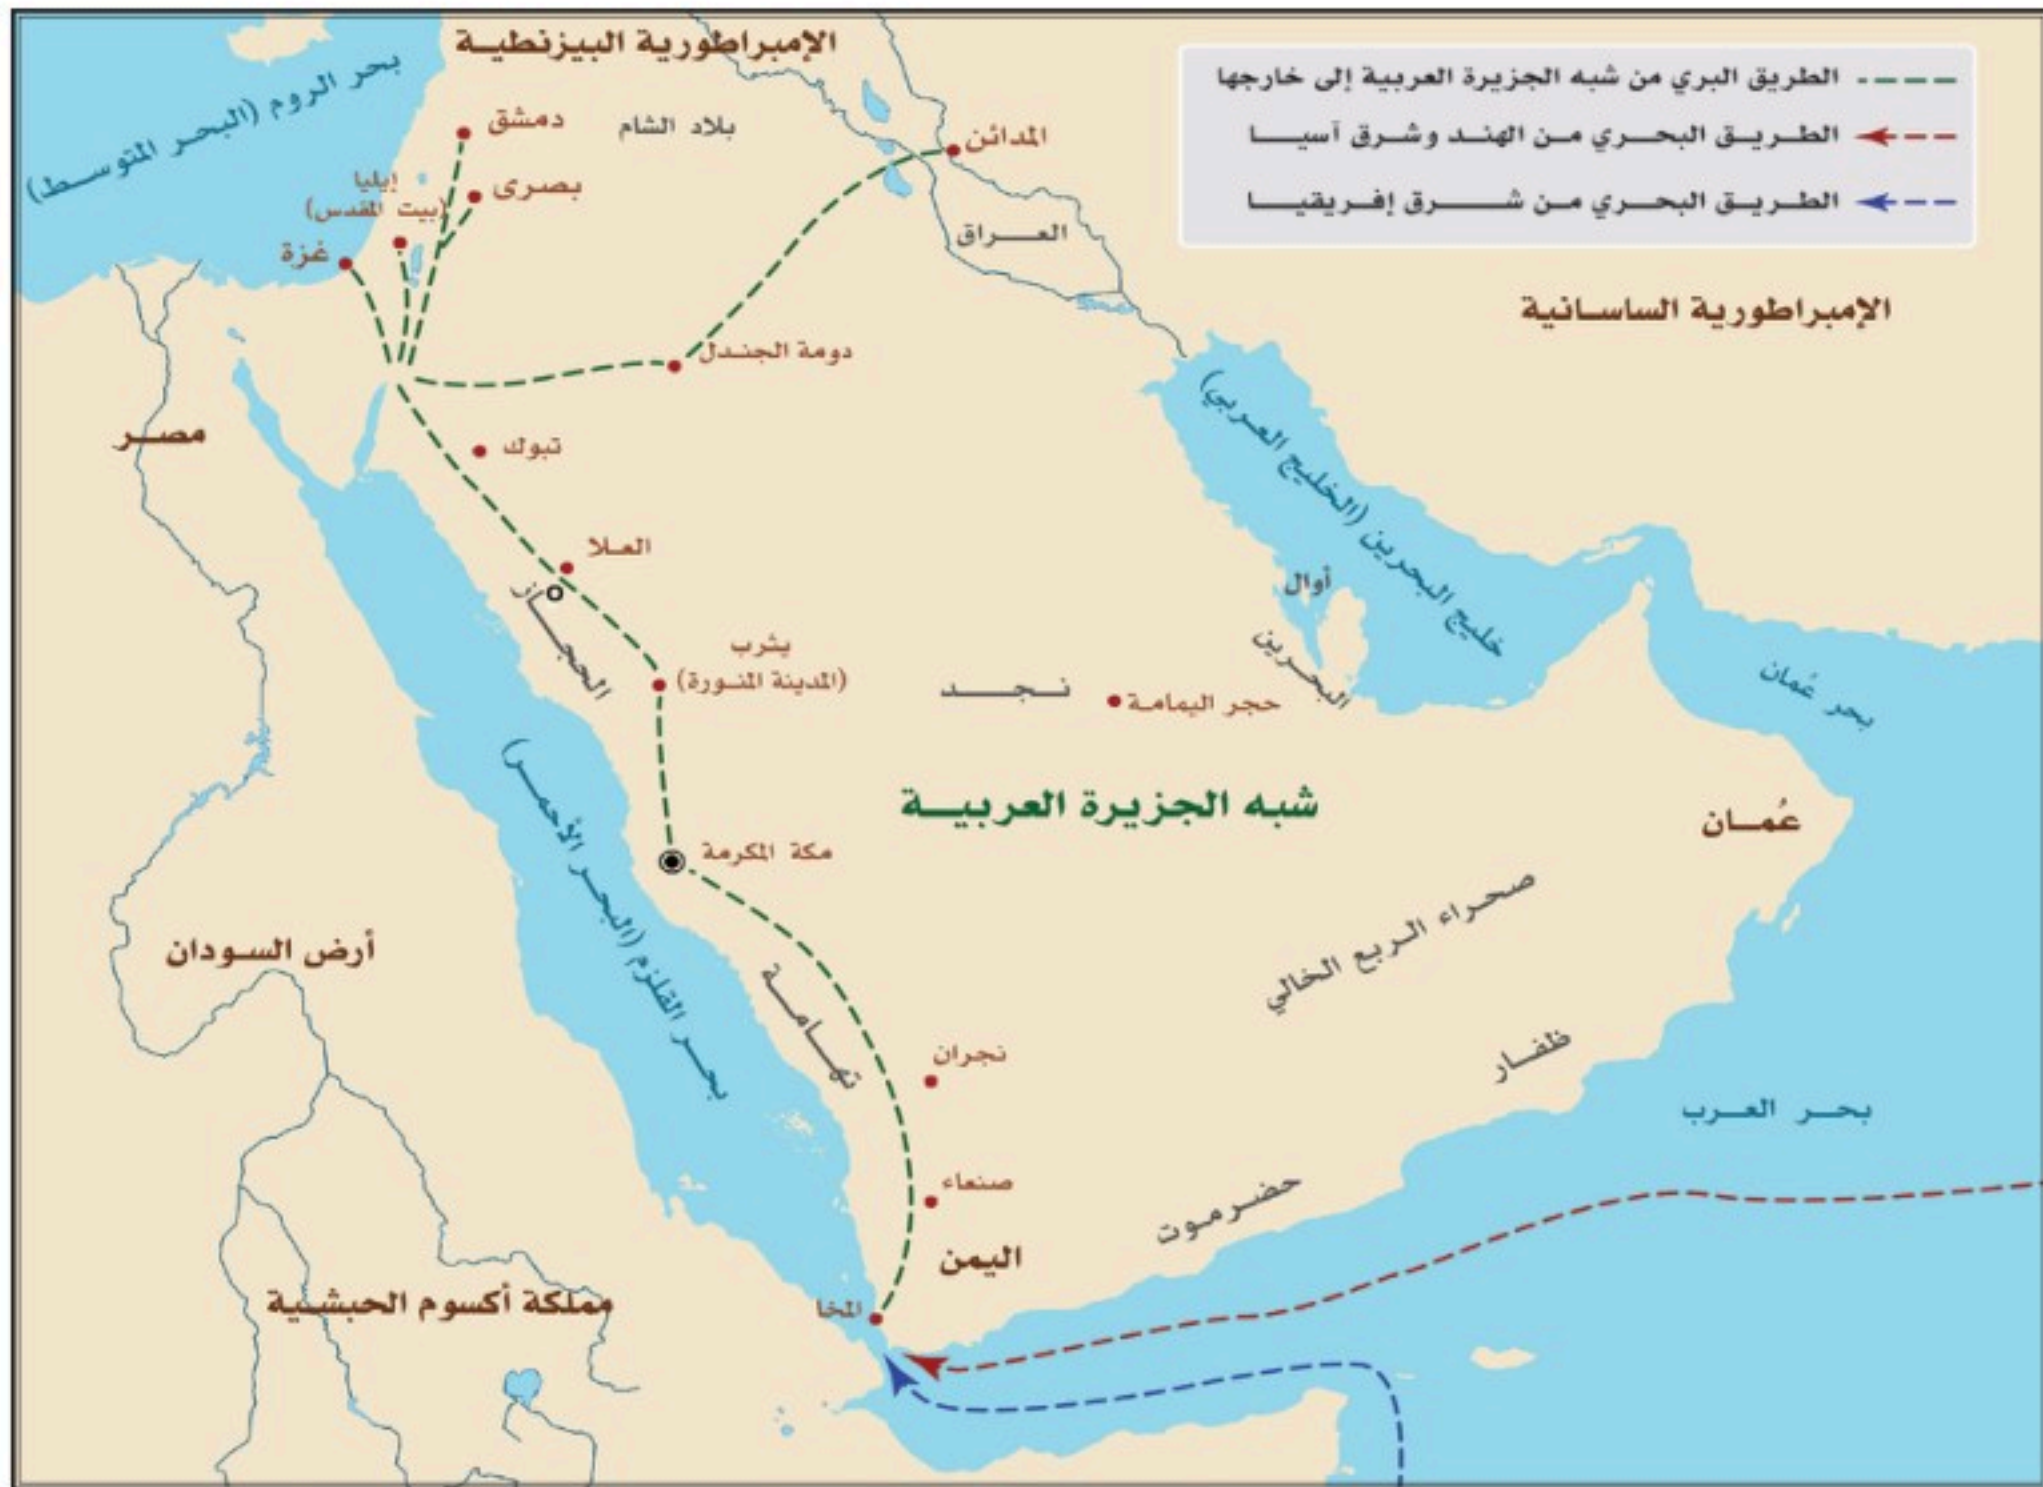 الإمبراطورية البيزنطية
بحر الروم (البحر المتوسط)
الطريق البري من شبه الجزيرة العربية إلى خارجها
الطريق البحري من الهند وشرق آسيا
الطريق البحري من شرق إفريقيا
دمشق
بلاد الشام
المدائن
إيليا
(بيت المقدس)
بصرى
غزة
العراق
الإمبراطورية الساسانية
دومة الجندل
تبوك
مصر
خليج البحرين (الخليج العربي)
العلا
الحجاز
أوال
البحرين
يثرب
(المدينة المنورة)
نجد
حجر اليمامة
بحر عُمان
شبه الجزيرة العربية
عُمان
مكة المكرمة
بحر القلزم (البحر الأحمر)
صحراء الربع الخالي
أرض السودان
تهامة
نجران
ظفار
بحر العرب
صنعاء
حضرموت
اليمن
المخا
مملكة أكسوم الحبشية